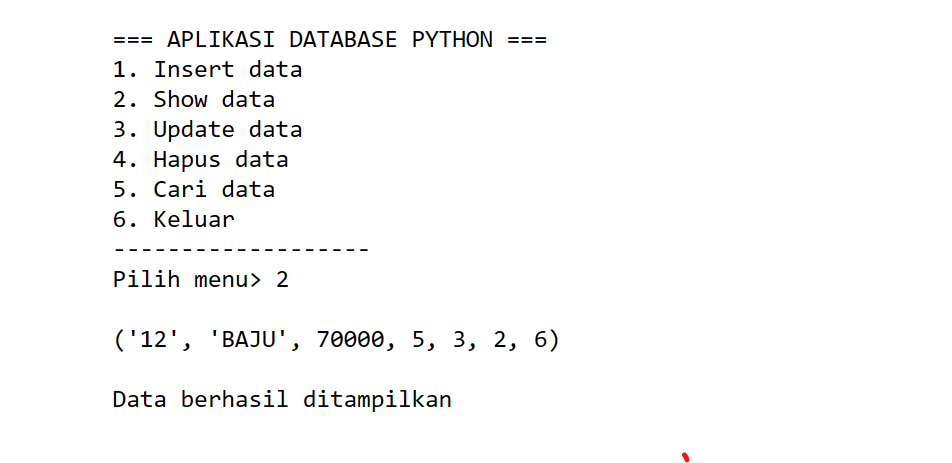 === APLIKASI DATABASE PYTHON ===
1. Insert data
2. Show data
3. Update data
4. Hapus data
5. Cari data
6. Keluar
-------------------
Pilih menu> 2
('12', 'BAJU', 70000, 5, 3, 2, 6)
Data berhasil ditampilkan